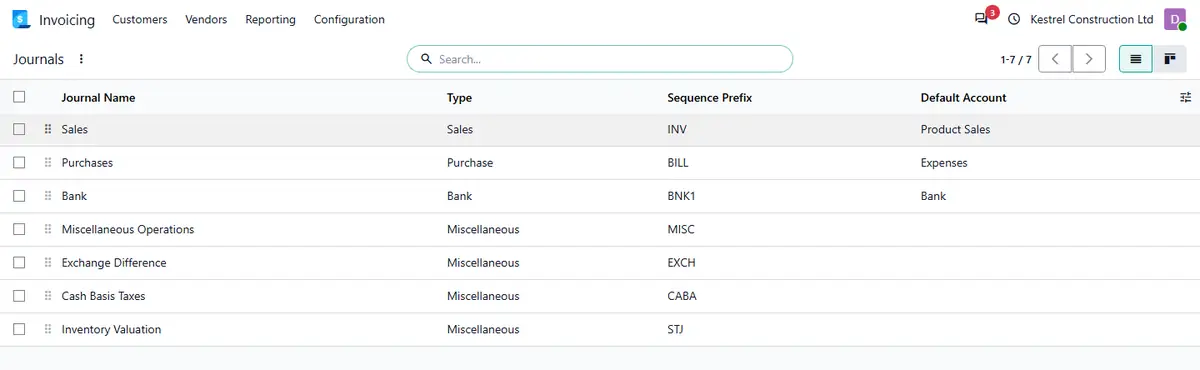 Invoicing Customers Vendors Reporting Configuration 3 Kestrel Construction Ltd D
Journals Search... 1-7 / 7
Journal Name Type Sequence Prefix Default Account
Sales Sales INV Product Sales
Purchases Purchase BILL Expenses
Bank Bank BNK1 Bank
Miscellaneous Operations Miscellaneous MISC
Exchange Difference Miscellaneous EXCH
Cash Basis Taxes Miscellaneous CABA
Inventory Valuation Miscellaneous STJ